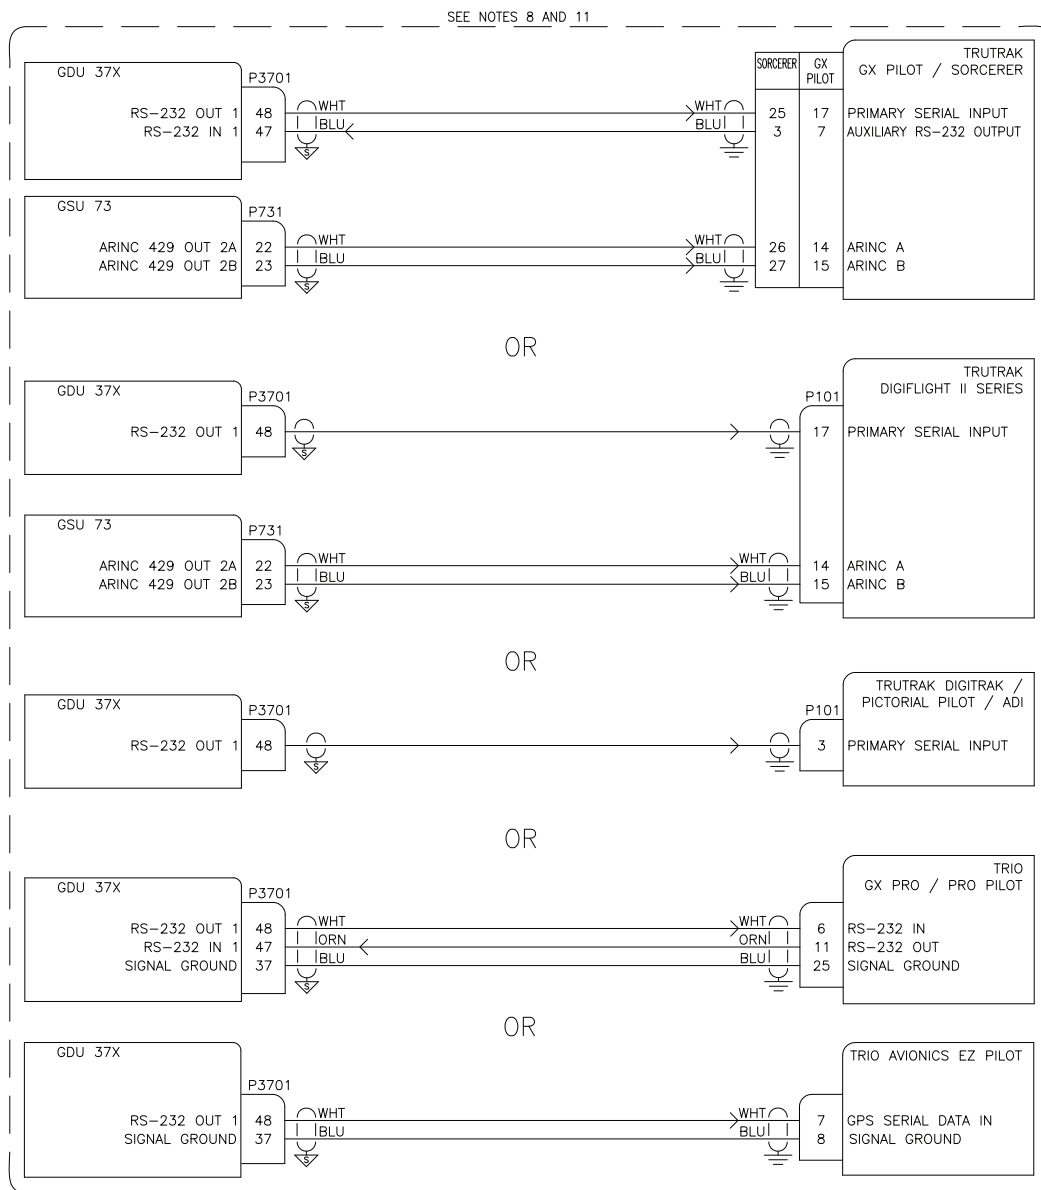 SEE NOTES 8 AND 11
GDU 37X
P3701
RS-232 OUT 1 48 WHT
RS-232 IN 1 47 BLU
S
SORCERER GX PILOT
TRUTRAK
GX PILOT / SORCERER
WHT 25 17 PRIMARY SERIAL INPUT
BLU 3 7 AUXILIARY RS-232 OUTPUT
GSU 73
P731
ARINC 429 OUT 2A 22 WHT
ARINC 429 OUT 2B 23 BLU
S
WHT 26 14 ARINC A
BLU 27 15 ARINC B
OR
GDU 37X
P3701
RS-232 OUT 1 48
S
TRUTRAK
DIGIFLIGHT II SERIES
P101
17 PRIMARY SERIAL INPUT
GSU 73
P731
ARINC 429 OUT 2A 22 WHT
ARINC 429 OUT 2B 23 BLU
S
WHT 14 ARINC A
BLU 15 ARINC B
OR
GDU 37X
P3701
RS-232 OUT 1 48
S
TRUTRAK DIGITRAK /
PICTORIAL PILOT / ADI
P101
3 PRIMARY SERIAL INPUT
OR
GDU 37X
P3701
RS-232 OUT 1 48 WHT
RS-232 IN 1 47 ORN
SIGNAL GROUND 37 BLU
S
TRIO
GX PRO / PRO PILOT
WHT 6 RS-232 IN
ORN 11 RS-232 OUT
BLU 25 SIGNAL GROUND
OR
GDU 37X
P3701
RS-232 OUT 1 48 WHT
SIGNAL GROUND 37 BLU
S
TRIO AVIONICS EZ PILOT
WHT 7 GPS SERIAL DATA IN
BLU 8 SIGNAL GROUND